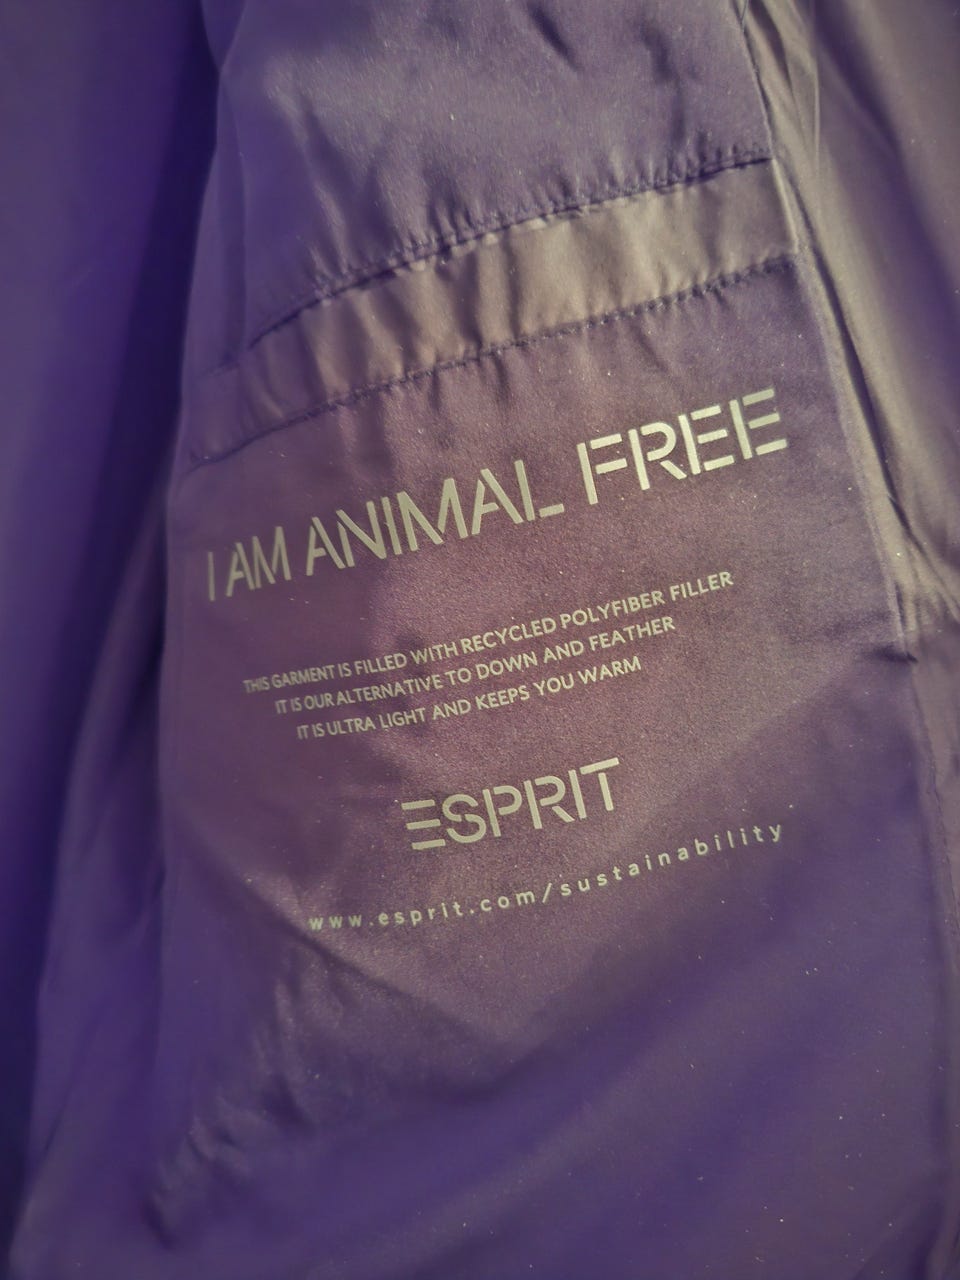 I AM ANIMAL FREE
THIS GARMENT IS FILLED WITH RECYCLED POLYFIBER FILLER
IT IS OUR ALTERNATIVE TO DOWN AND FEATHER
IT IS ULTRA LIGHT AND KEEPS YOU WARM
ESPRIT
www.esprit.com/sustainability